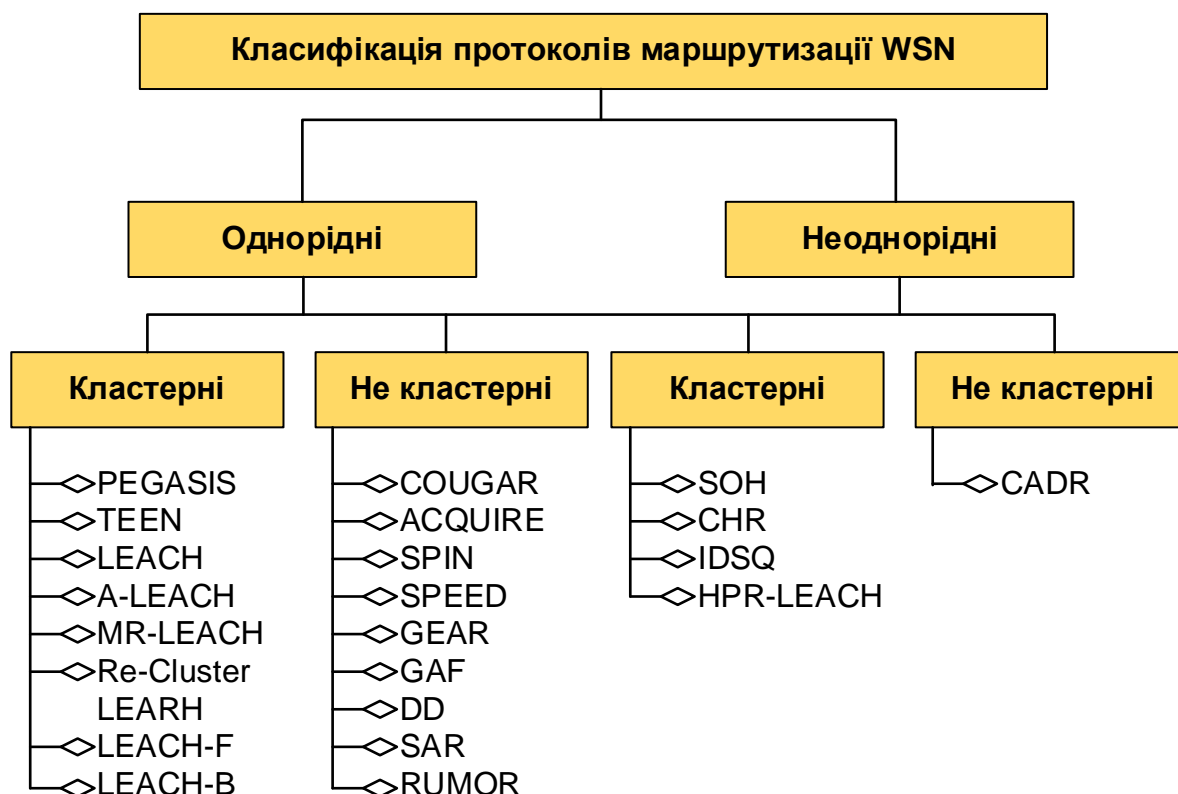 Класифікація протоколів маршрутизації WSN
Однорідні
Неоднорідні
Кластерні
Не кластерні
Кластерні
Не кластерні
PEGASIS
TEEN
LEACH
A-LEACH
MR-LEACH
Re-Cluster
LEARH
LEACH-F
LEACH-B
COUGAR
ACQUIRE
SPIN
SPEED
GEAR
GAF
DD
SAR
RUMOR
SOH
CHR
IDSQ
HPR-LEACH
CADR